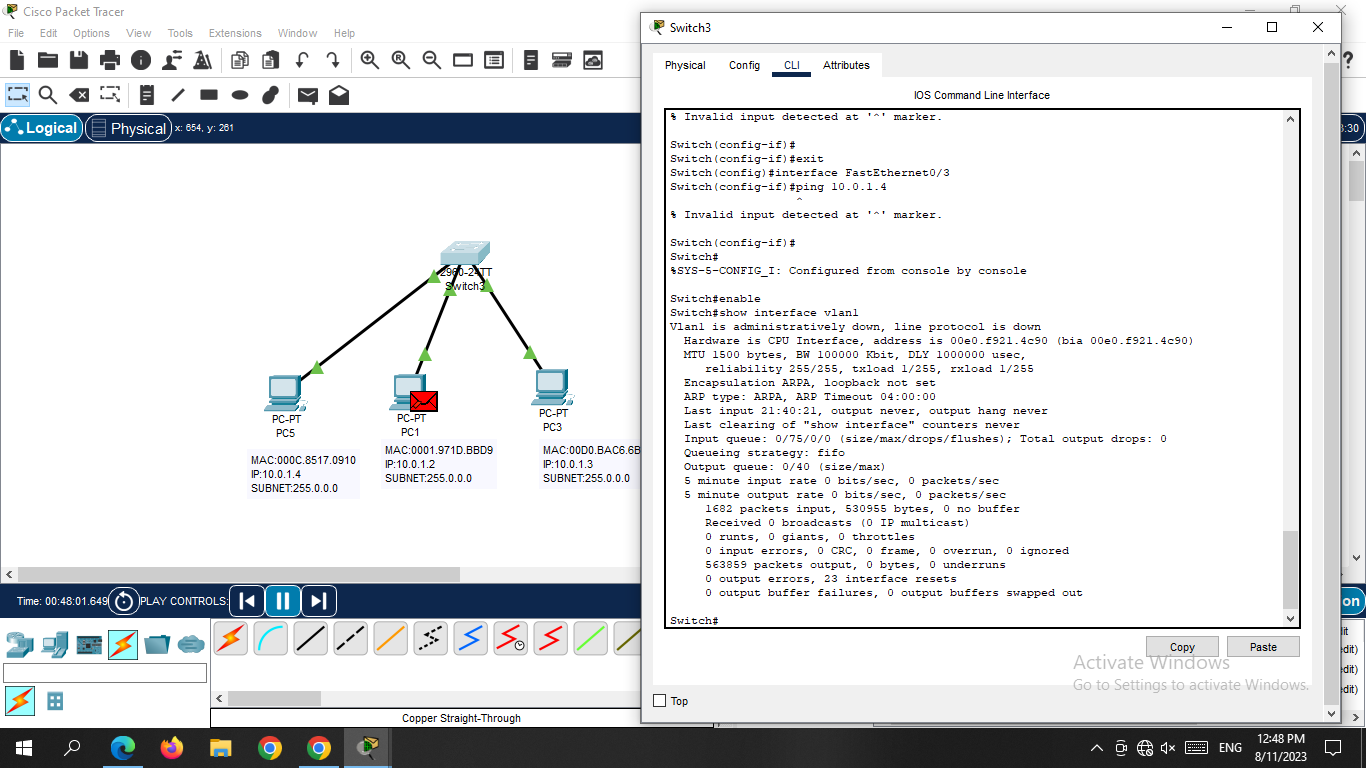 Cisco Packet Tracer
File Edit Options View Tools Extensions Window Help
Logical Physical x: 654, y: 261
2960-24TT
Switch3
PC-PT
PC5
PC-PT
PC1
PC-PT
PC3
MAC:000C.8517.0910
IP:10.0.1.4
SUBNET:255.0.0.0
MAC:0001.971D.BBD9
IP:10.0.1.2
SUBNET:255.0.0.0
MAC:00D0.BAC6.6B
IP:10.0.1.3
SUBNET:255.0.0.0
Time: 00:48:01.649 PLAY CONTROLS:
Copper Straight-Through
Switch3
Physical Config CLI Attributes
IOS Command Line Interface
% Invalid input detected at '^' marker.
Switch(config-if)#
Switch(config-if)#exit
Switch(config)#interface FastEthernet0/3
Switch(config-if)#ping 10.0.1.4
^
% Invalid input detected at '^' marker.
Switch(config-if)#
Switch#
%SYS-5-CONFIG_I: Configured from console by console
Switch#enable
Switch#show interface vlan1
Vlan1 is administratively down, line protocol is down
Hardware is CPU Interface, address is 00e0.f921.4c90 (bia 00e0.f921.4c90)
MTU 1500 bytes, BW 100000 Kbit, DLY 1000000 usec,
reliability 255/255, txload 1/255, rxload 1/255
Encapsulation ARPA, loopback not set
ARP type: ARPA, ARP Timeout 04:00:00
Last input 21:40:21, output never, output hang never
Last clearing of "show interface" counters never
Input queue: 0/75/0/0 (size/max/drops/flushes); Total output drops: 0
Queueing strategy: fifo
Output queue: 0/40 (size/max)
5 minute input rate 0 bits/sec, 0 packets/sec
5 minute output rate 0 bits/sec, 0 packets/sec
1682 packets input, 530955 bytes, 0 no buffer
Received 0 broadcasts (0 IP multicast)
0 runts, 0 giants, 0 throttles
0 input errors, 0 CRC, 0 frame, 0 overrun, 0 ignored
563859 packets output, 0 bytes, 0 underruns
0 output errors, 23 interface resets
0 output buffer failures, 0 output buffers swapped out
Switch#
Copy Paste
Top
Activate Windows
Go to Settings to activate Windows.
:30
on
dit
edit)
edit)
edit)
ENG
12:48 PM
8/11/2023